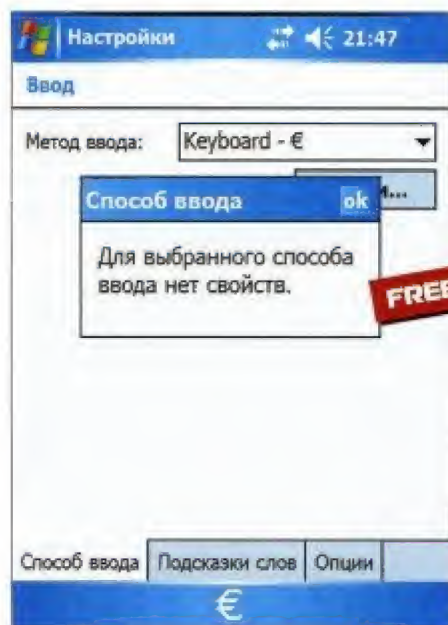 Настройки 21:47
Ввод
Метод ввода: Keyboard - €
Способ ввода ok
Для выбранного способа
ввода нет свойств.
FREE
Способ ввода Подсказки слов Опции
€